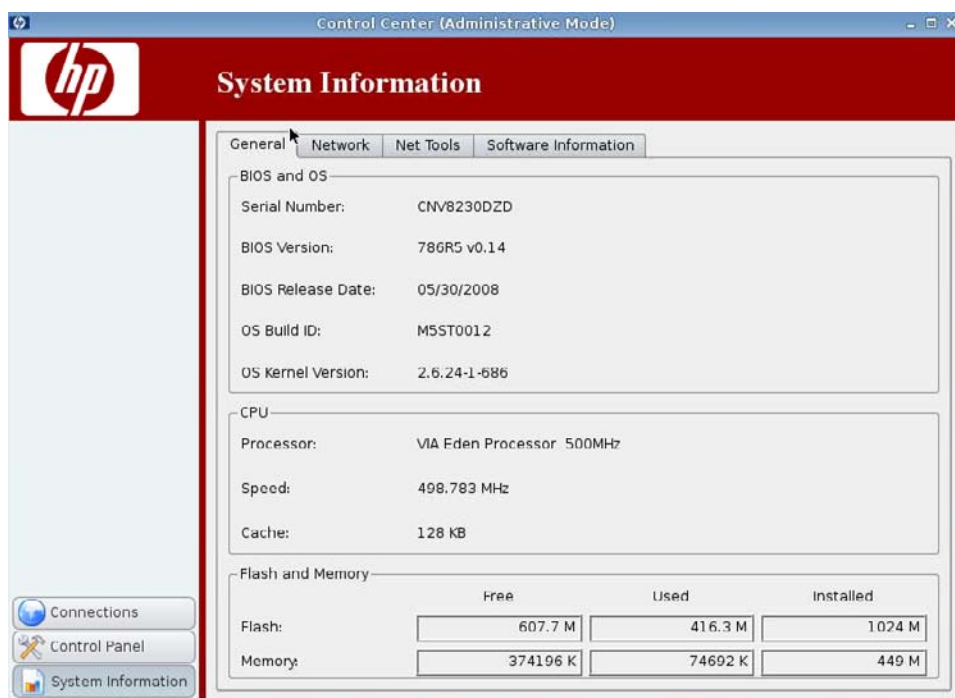 Control Center (Administrative Mode)
hp
System Information
General Network Net Tools Software Information
BIOS and OS
Serial Number: CNV8230DZD
BIOS Version: 786R5 v0.14
BIOS Release Date: 05/30/2008
OS Build ID: M5ST0012
OS Kernel Version: 2.6.24-1-686
CPU
Processor: VIA Eden Processor 500MHz
Speed: 498.783 MHz
Cache: 128 KB
Flash and Memory
Free Used Installed
Flash: 607.7 M 416.3 M 1024 M
Memory: 374196 K 74692 K 449 M
Connections
Control Panel
System Information